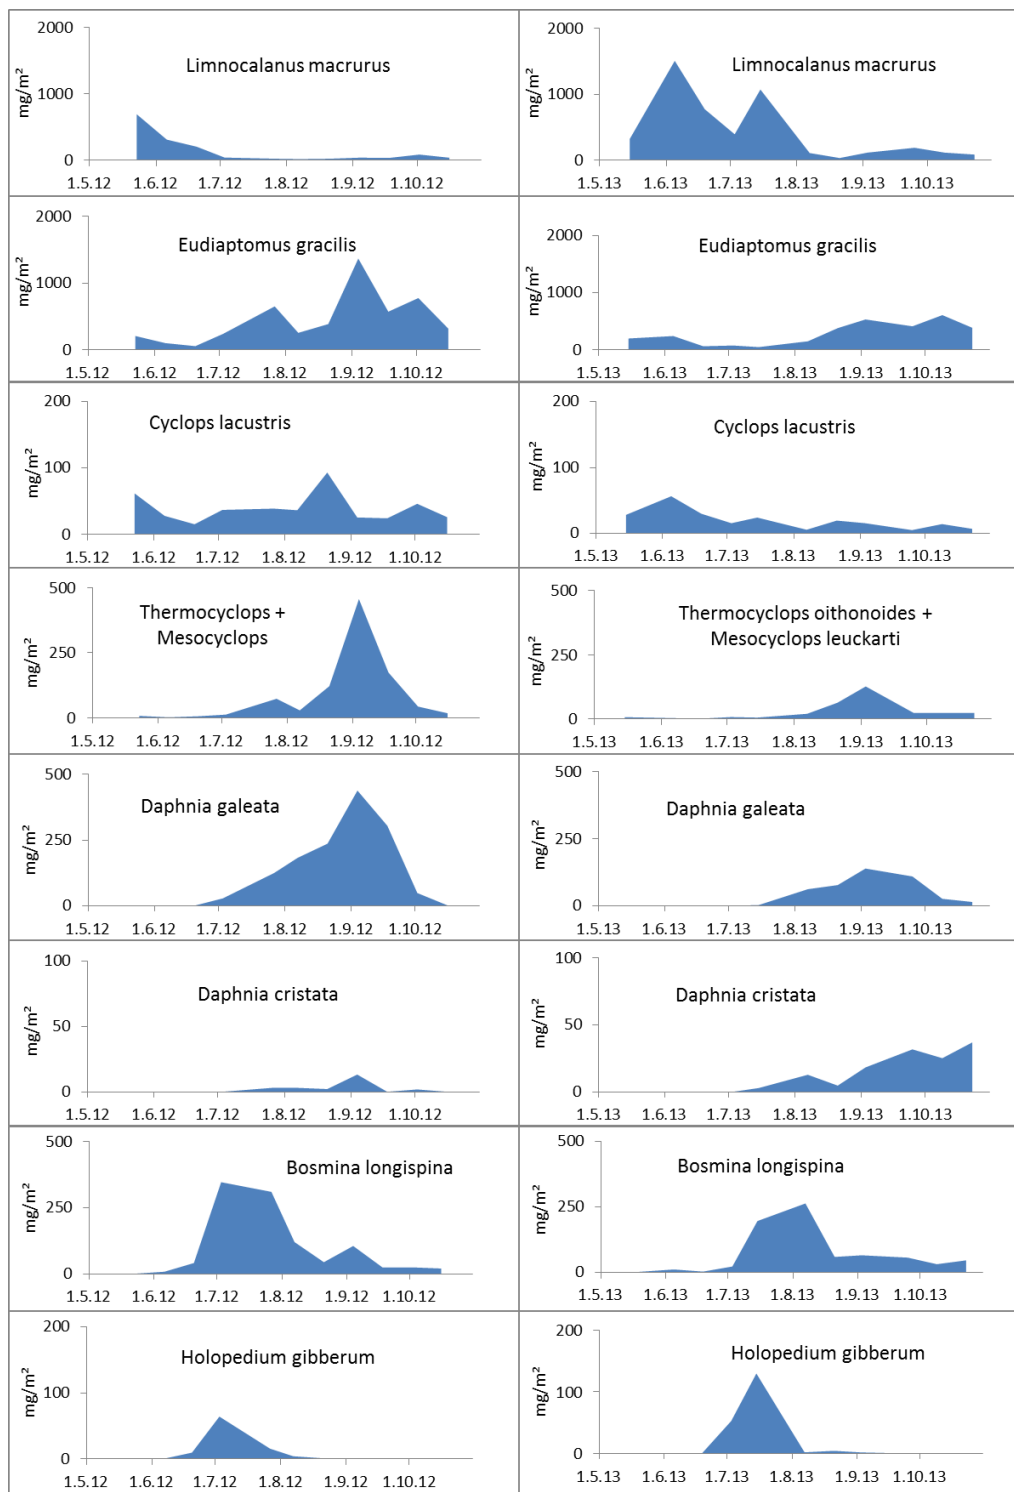 2000
Limnocalanus macrurus
mg/m²
1000
0
1.5.12 1.6.12 1.7.12 1.8.12 1.9.12 1.10.12
2000
Limnocalanus macrurus
mg/m²
1000
0
1.5.13 1.6.13 1.7.13 1.8.13 1.9.13 1.10.13
2000
Eudiaptomus gracilis
mg/m²
1000
0
1.5.12 1.6.12 1.7.12 1.8.12 1.9.12 1.10.12
2000
Eudiaptomus gracilis
mg/m²
1000
0
1.5.13 1.6.13 1.7.13 1.8.13 1.9.13 1.10.13
200
Cyclops lacustris
mg/m²
100
0
1.5.12 1.6.12 1.7.12 1.8.12 1.9.12 1.10.12
200
Cyclops lacustris
mg/m²
100
0
1.5.13 1.6.13 1.7.13 1.8.13 1.9.13 1.10.13
500
Thermocyclops +
Mesocyclops
mg/m²
250
0
1.5.12 1.6.12 1.7.12 1.8.12 1.9.12 1.10.12
500
Thermocyclops oithonoides +
Mesocyclops leuckarti
mg/m²
250
0
1.5.13 1.6.13 1.7.13 1.8.13 1.9.13 1.10.13
500
Daphnia galeata
mg/m²
250
0
1.5.12 1.6.12 1.7.12 1.8.12 1.9.12 1.10.12
500
Daphnia galeata
mg/m²
250
0
1.5.13 1.6.13 1.7.13 1.8.13 1.9.13 1.10.13
100
Daphnia cristata
mg/m²
50
0
1.5.12 1.6.12 1.7.12 1.8.12 1.9.12 1.10.12
100
Daphnia cristata
mg/m²
50
0
1.5.13 1.6.13 1.7.13 1.8.13 1.9.13 1.10.13
500
Bosmina longispina
mg/m²
250
0
1.5.12 1.6.12 1.7.12 1.8.12 1.9.12 1.10.12
500
Bosmina longispina
mg/m²
250
0
1.5.13 1.6.13 1.7.13 1.8.13 1.9.13 1.10.13
200
Holopedium gibberum
mg/m²
100
0
1.5.12 1.6.12 1.7.12 1.8.12 1.9.12 1.10.12
200
Holopedium gibberum
mg/m²
100
0
1.5.13 1.6.13 1.7.13 1.8.13 1.9.13 1.10.13